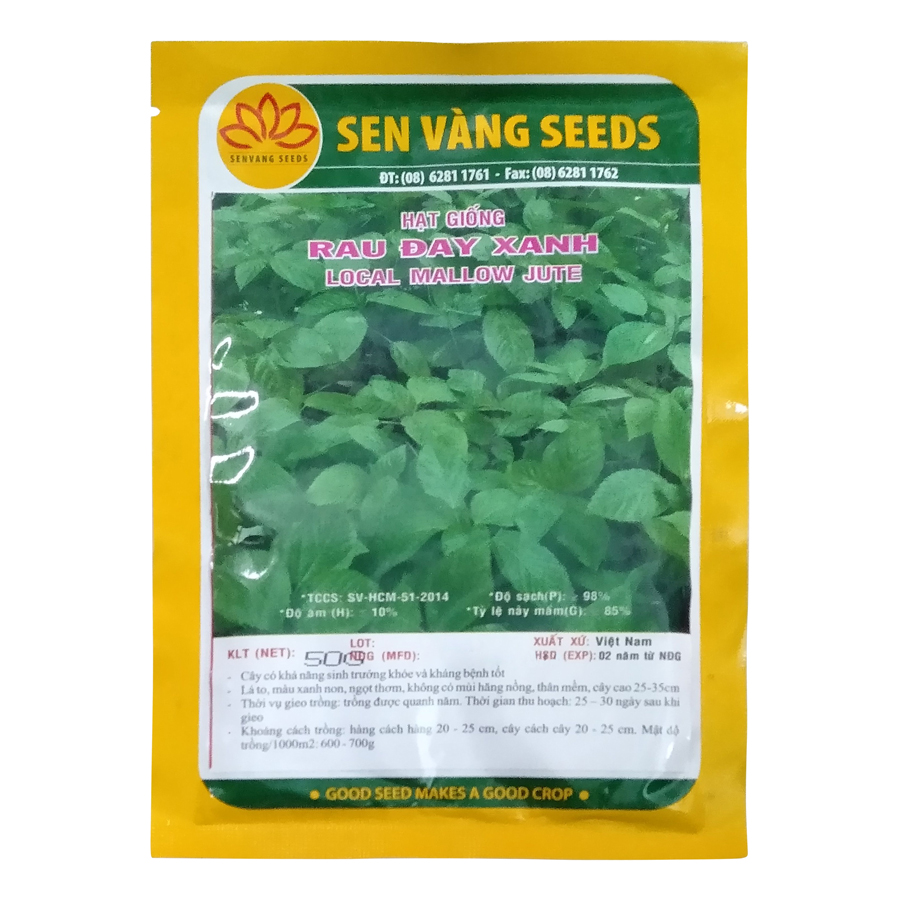 SENVANG SEEDS
SEN VÀNG SEEDS
ĐT: (08) 6281 1761 - Fax: (08) 6281 1762
HẠT GIỐNG
RAU ĐAY XANH
LOCAL MALLOW JUTE
*TCCS: SV-HCM-51-2014 *Độ sạch(P): ≥ 98%
*Độ ẩm (H): ≤ 10% *Tỷ lệ nảy mầm(G): ≥ 85%
LOT: XUẤT XỨ: Việt Nam
KLT (NET): 50G NĐG (MFD): HSD (EXP): 02 năm từ NĐG
- Cây có khả năng sinh trưởng khỏe và kháng bệnh tốt
- Lá to, màu xanh non, ngọt thơm, không có mùi hăng nồng, thân mềm, cây cao 25-35cm
- Thời vụ gieo trồng: trồng được quanh năm. Thời gian thu hoạch: 25 – 30 ngày sau khi
gieo
- Khoảng cách trồng: hàng cách hàng 20 - 25 cm, cây cách cây 20 - 25 cm. Mật độ
trồng/1000m2: 600 - 700g
• GOOD SEED MAKES A GOOD CROP •